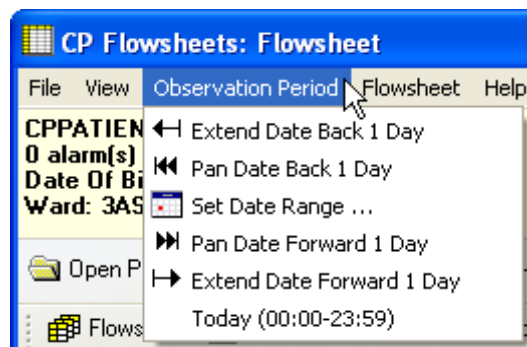 CP Flowsheets: Flowsheet
File View Observation Period Flowsheet Help
CPPATIEN
0 alarm(s)
Date Of Bi
Ward: 3AS
Extend Date Back 1 Day
Pan Date Back 1 Day
Set Date Range ...
Pan Date Forward 1 Day
Extend Date Forward 1 Day
Today (00:00-23:59)
Open P
Flows